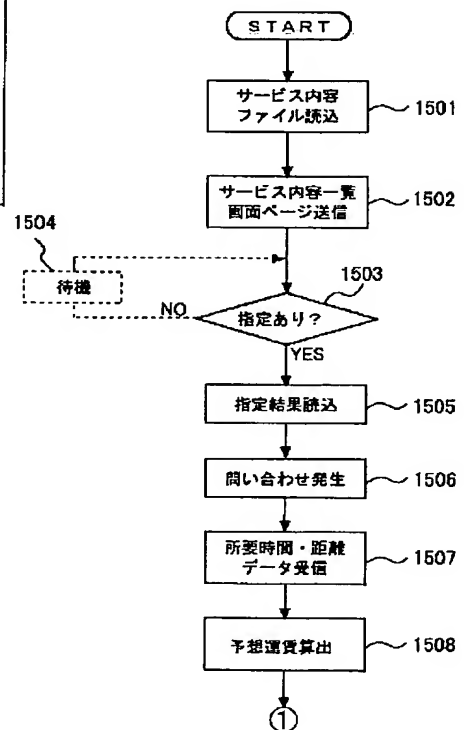 START
サービス内容
ファイル読込
1501
サービス内容一覧
画面ページ送信
1502
1504
待機
1503
指定あり?
NO
YES
指定結果読込
1505
問い合わせ発生
1506
所要時間・距離
データ受信
1507
予想運賃算出
1508
①